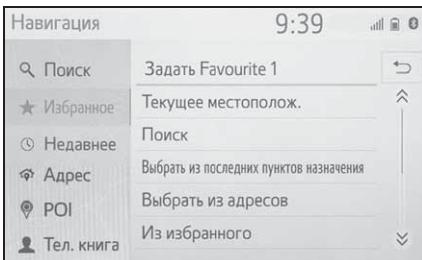 Навигация 9:39
Поиск
Избранное
Недавнее
Адрес
POI
Тел. книга
Задать Favourite 1
Текущее местополож.
Поиск
Выбрать из последних пунктов назначения
Выбрать из адресов
Из избранного